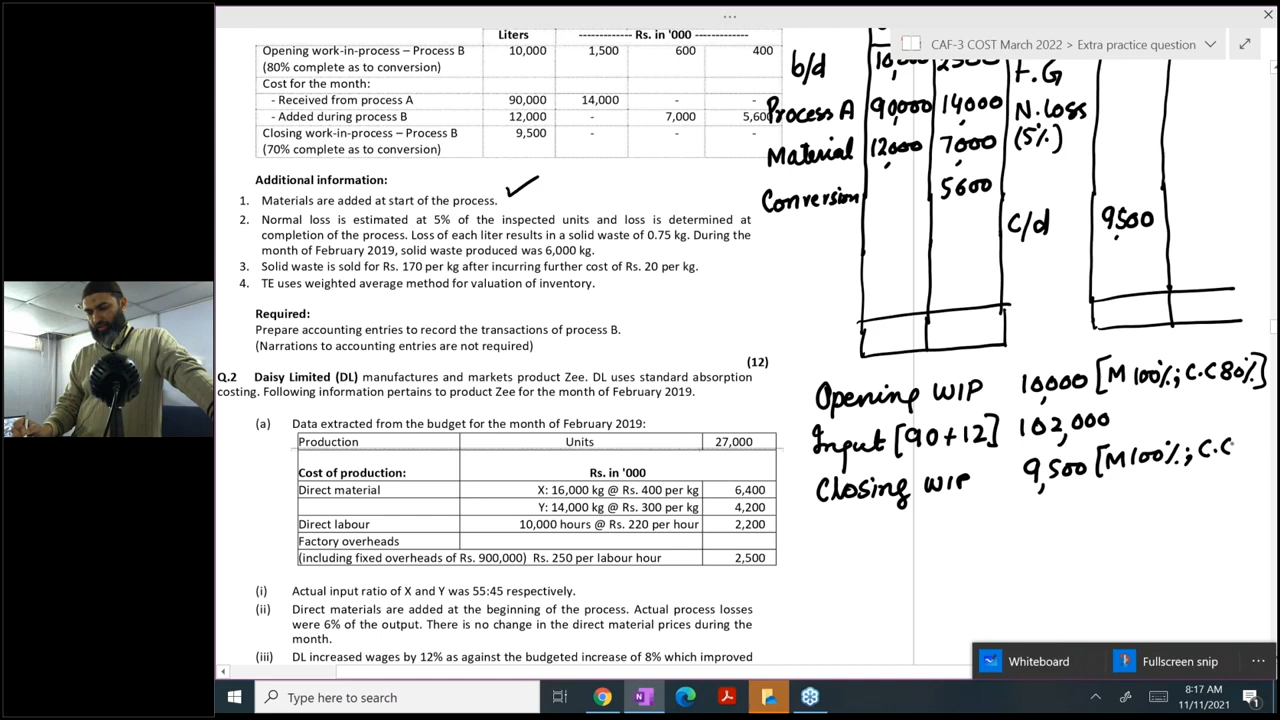 CAF-3 COST March 2022 > Extra practice question
Liters ------------ Rs. in '000 ------------
Opening work-in-process – Process B 10,000 1,500 600 400
(80% complete as to conversion)
Cost for the month:
- Received from process A 90,000 14,000 - -
- Added during process B 12,000 - 7,000 5,600
Closing work-in-process – Process B 9,500 - - -
(70% complete as to conversion)
Additional information:
1. Materials are added at start of the process.
2. Normal loss is estimated at 5% of the inspected units and loss is determined at
completion of the process. Loss of each liter results in a solid waste of 0.75 kg. During the
month of February 2019, solid waste produced was 6,000 kg.
3. Solid waste is sold for Rs. 170 per kg after incurring further cost of Rs. 20 per kg.
4. TE uses weighted average method for valuation of inventory.
Required:
Prepare accounting entries to record the transactions of process B.
(Narrations to accounting entries are not required)
(12)
Q.2 Daisy Limited (DL) manufactures and markets product Zee. DL uses standard absorption
costing. Following information pertains to product Zee for the month of February 2019.
(a) Data extracted from the budget for the month of February 2019:
Production Units 27,000
Cost of production: Rs. in '000
Direct material X: 16,000 kg @ Rs. 400 per kg 6,400
Y: 14,000 kg @ Rs. 300 per kg 4,200
Direct labour 10,000 hours @ Rs. 220 per hour 2,200
Factory overheads
(including fixed overheads of Rs. 900,000) Rs. 250 per labour hour 2,500
(i) Actual input ratio of X and Y was 55:45 respectively.
(ii) Direct materials are added at the beginning of the process. Actual process losses
were 6% of the output. There is no change in the direct material prices during the
month.
(iii) DL increased wages by 12% as against the budgeted increase of 8% which improved
b/d 10,000 2500 F.G
Process A 90,000 14,000 N.loss
(5%)
Material 12,000 7,000
Conversion 5600
c/d 9,500
Opening WIP 10,000 [M 100%; C.C 80%]
Input [90+12] 102,000
Closing WIP 9,500 [M 100%; C.C
Whiteboard Fullscreen snip
Type here to search
8:17 AM
11/11/2021